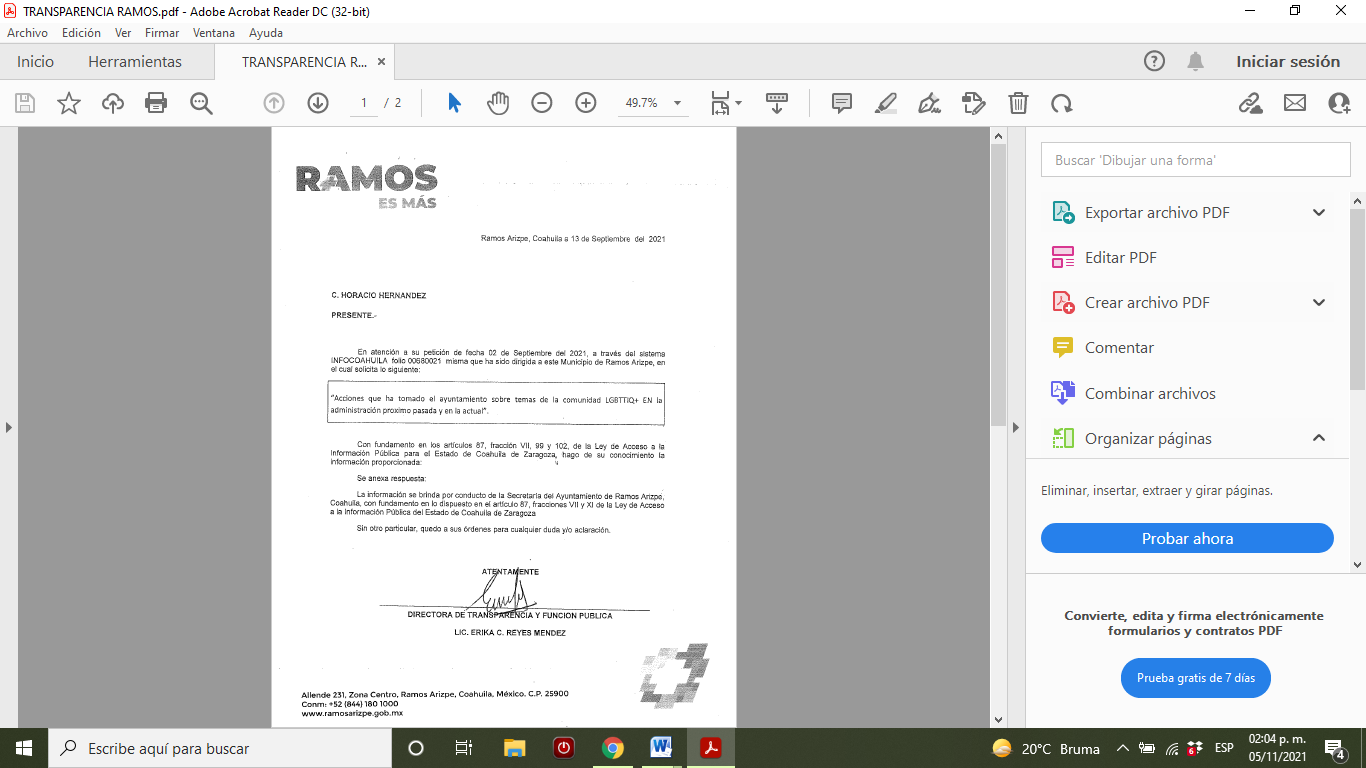 TRANSPARENCIA RAMOS.pdf - Adobe Acrobat Reader DC (32-bit)
Archivo Edición Ver Firmar Ventana Ayuda
Inicio Herramientas TRANSPARENCIA R... Iniciar sesión
1 / 2 49.7%
RAMOS
ES MÁS
Ramos Arizpe, Coahuila a 13 de Septiembre del 2021
C. HORACIO HERNANDEZ
PRESENTE.-
En atención a su petición de fecha 02 de Septiembre del 2021, a través del sistema
INFOCOAHUILA folio 00680021 misma que ha sido dirigida a este Municipio de Ramos Arizpe, en
el cual solicita lo siguiente:
"Acciones que ha tomado el ayuntamiento sobre temas de la comunidad LGBTTIQ+ EN la
administración proximo pasada y en la actual".
Con fundamento en los artículos 87, fracción VII, 99 y 102, de la Ley de Acceso a la
Información Pública para el Estado de Coahuila de Zaragoza, hago de su conocimiento la
información proporcionada:
Se anexa respuesta:
La información se brinda por conducto de la Secretaria del Ayuntamiento de Ramos Arizpe,
Coahuila, con fundamento en lo dispuesto en el artículo 87, fracciones VII y XI de la Ley de Acceso
a la Información Pública del Estado de Coahuila de Zaragoza
Sin otro particular, quedo a sus órdenes para cualquier duda y/o aclaración.
ATENTAMENTE
DIRECTORA DE TRANSPARENCIA Y FUNCION PUBLICA
LIC. ERIKA C. REYES MENDEZ
Allende 231, Zona Centro, Ramos Arizpe, Coahuila, México. C.P. 25900
Conm: +52 (844) 180 1000
www.ramosarizpe.gob.mx
Buscar 'Dibujar una forma'
Exportar archivo PDF
Editar PDF
Crear archivo PDF
Comentar
Combinar archivos
Organizar páginas
Eliminar, insertar, extraer y girar páginas.
Probar ahora
Convierte, edita y firma electrónicamente
formularios y contratos PDF
Prueba gratis de 7 días
Escribe aquí para buscar
20°C Bruma
6
ESP
02:04 p. m.
05/11/2021
4